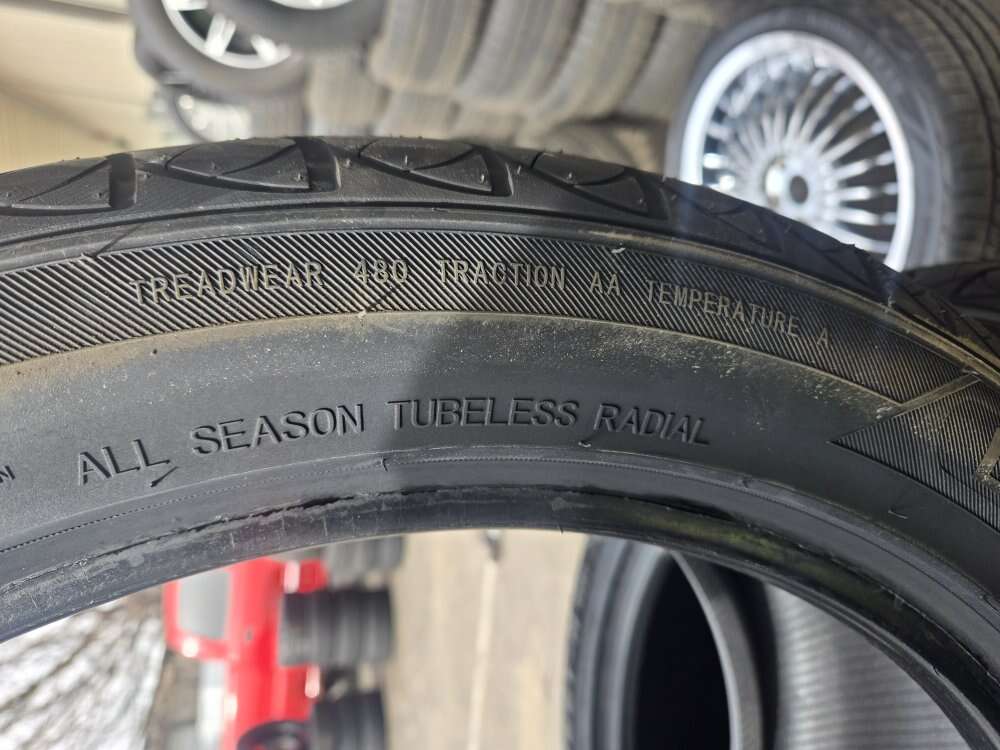 TREADWEAR 480 TRACTION AA TEMPERATURE A
ALL SEASON TUBELESS RADIAL